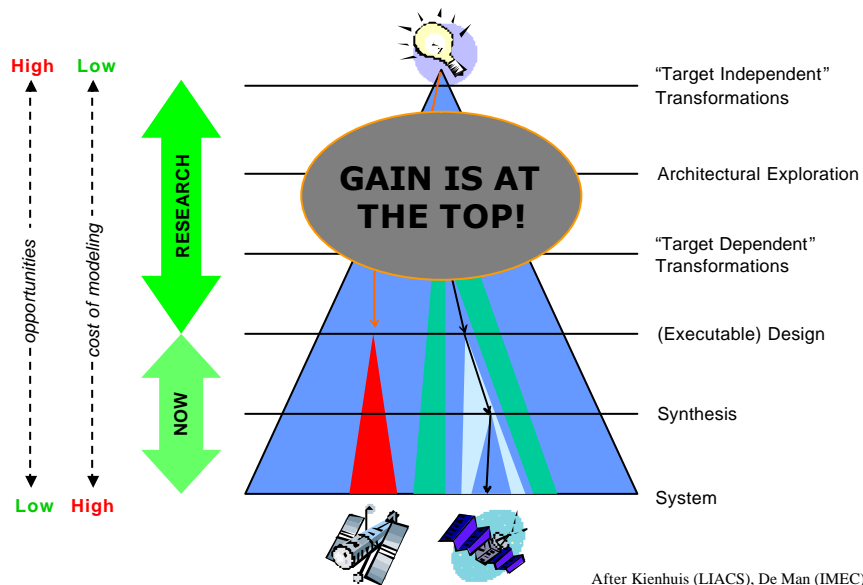 High
Low
"Target Independent"
Transformations
RESEARCH
GAIN IS AT
THE TOP!
Architectural Exploration
"Target Dependent"
Transformations
opportunities
cost of modeling
(Executable) Design
NOW
Synthesis
Low
High
System
After Kienhuis (LIACS), De Man (IMEC)